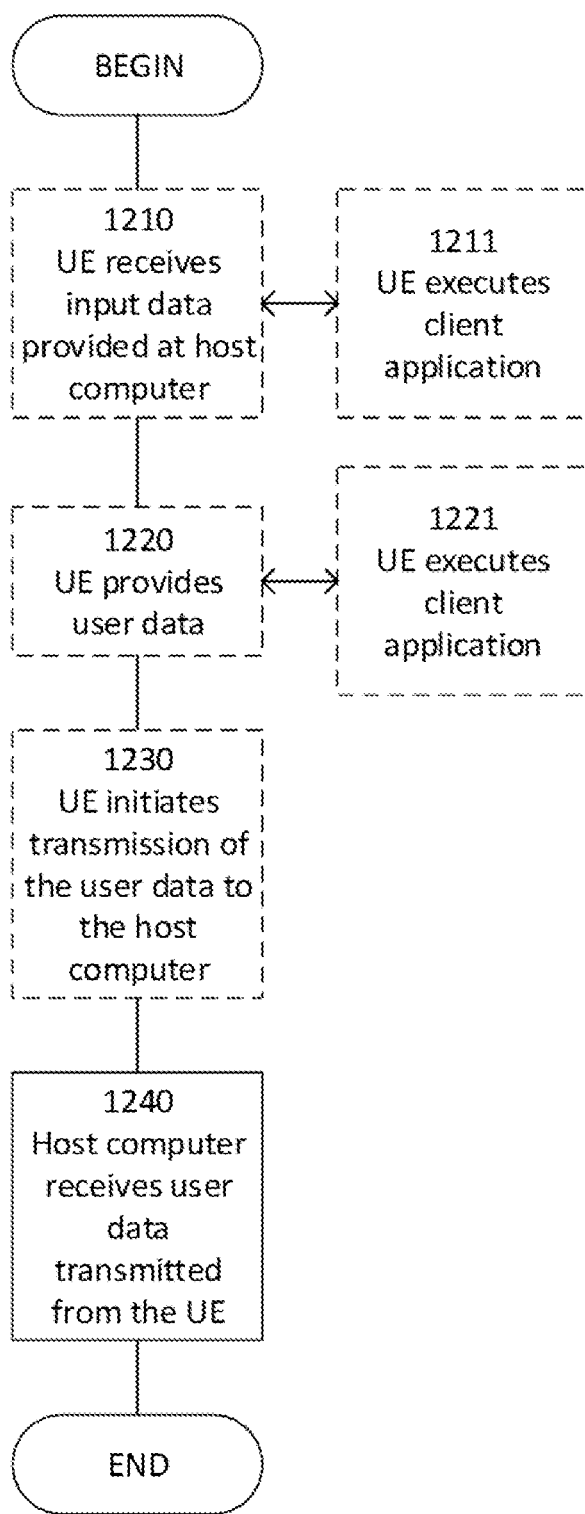 BEGIN
1210
UE receives
input data
provided at host
computer
1211
UE executes
client
application
1220
UE provides
user data
1221
UE executes
client
application
1230
UE initiates
transmission of
the user data to
the host
computer
1240
Host computer
receives user
data
transmitted
from the UE
END